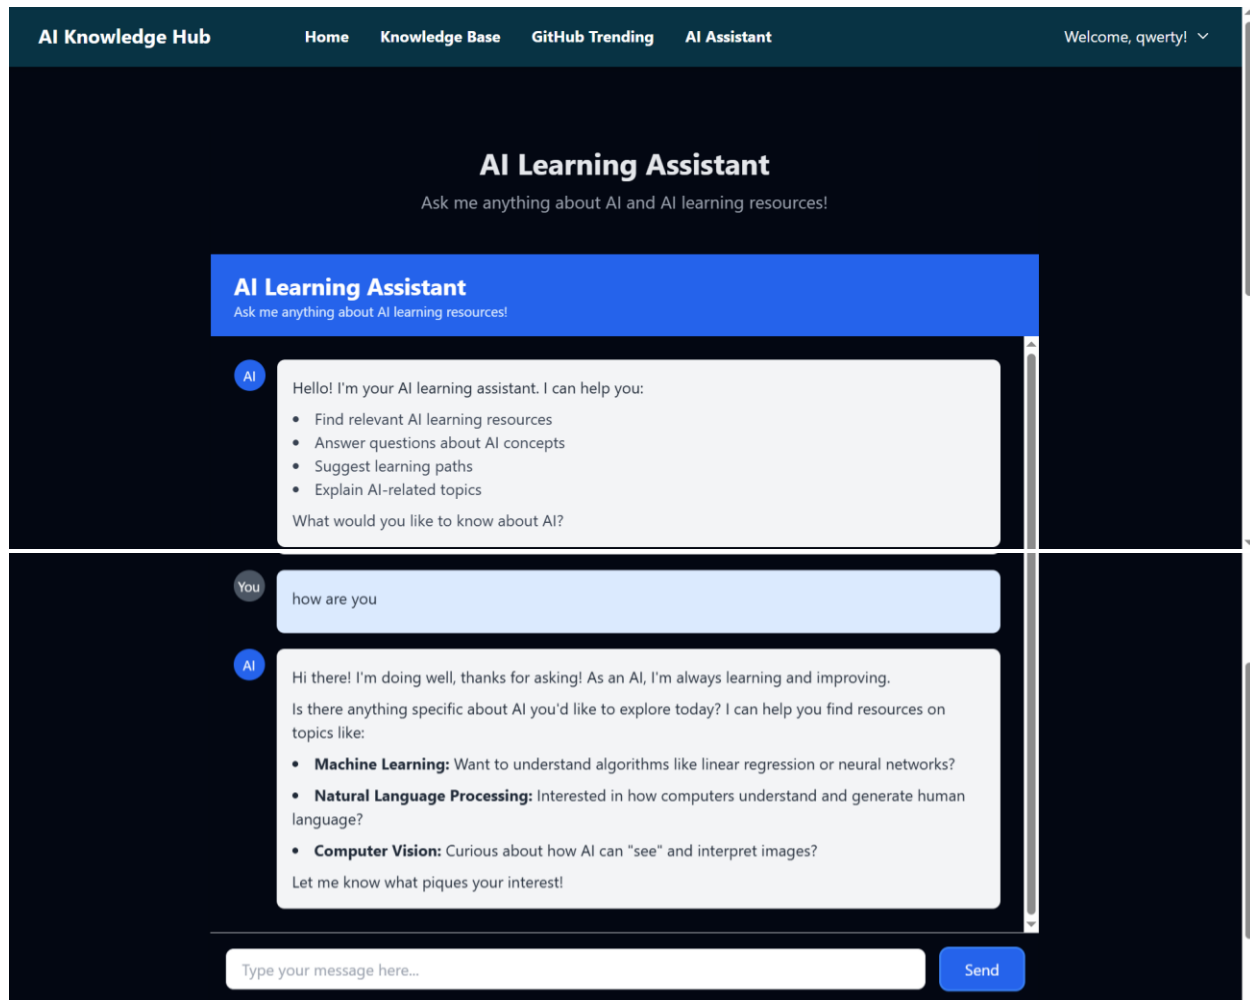 AI Knowledge Hub Home Knowledge Base GitHub Trending AI Assistant Welcome, qwerty!
AI Learning Assistant
Ask me anything about AI and AI learning resources!
AI Learning Assistant
Ask me anything about AI learning resources!
AI
Hello! I'm your AI learning assistant. I can help you:
• Find relevant AI learning resources
• Answer questions about AI concepts
• Suggest learning paths
• Explain AI-related topics
What would you like to know about AI?
You
how are you
AI
Hi there! I'm doing well, thanks for asking! As an AI, I'm always learning and improving.
Is there anything specific about AI you'd like to explore today? I can help you find resources on
topics like:
• Machine Learning: Want to understand algorithms like linear regression or neural networks?
• Natural Language Processing: Interested in how computers understand and generate human
language?
• Computer Vision: Curious about how AI can "see" and interpret images?
Let me know what piques your interest!
Type your message here... Send